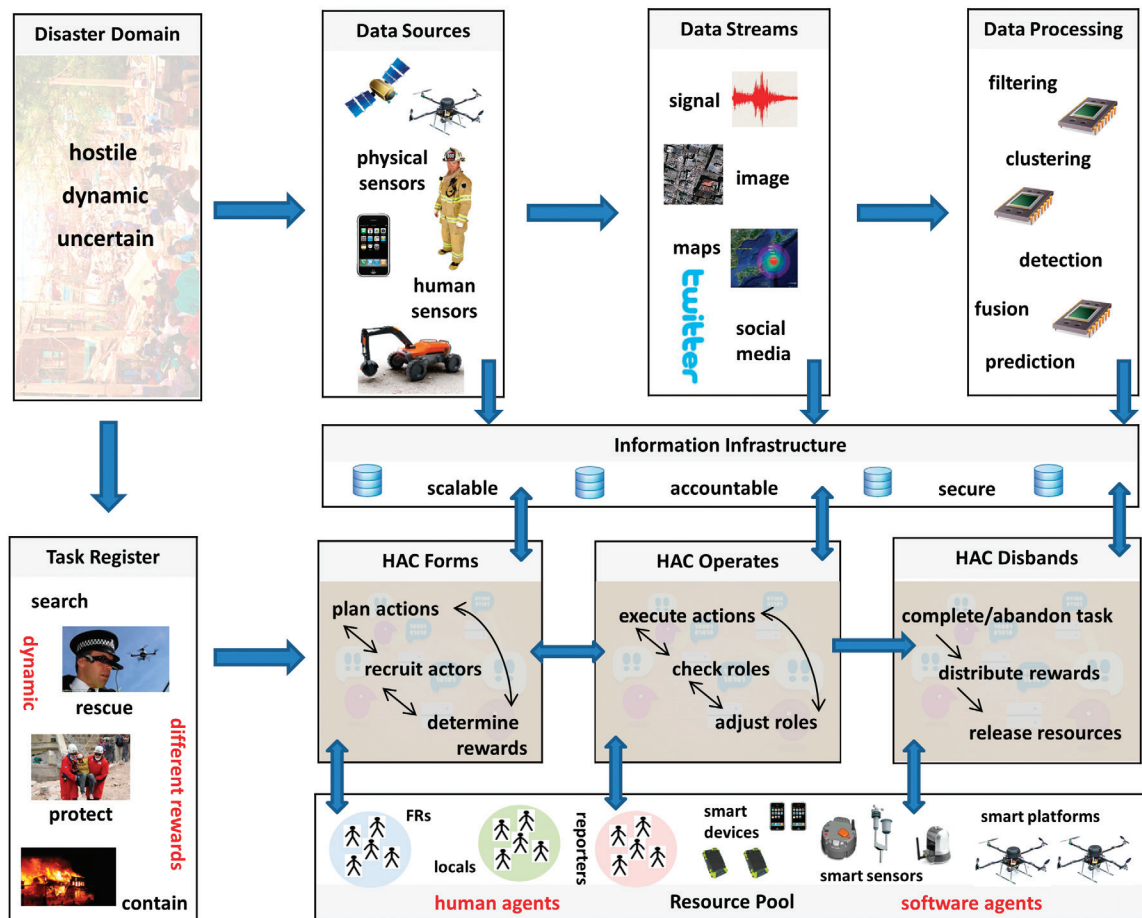 Disaster Domain
hostile
dynamic
uncertain
Data Sources
physical
sensors
human
sensors
Data Streams
signal
image
maps
twitter
social
media
Data Processing
filtering
clustering
detection
fusion
prediction
Information Infrastructure
scalable
accountable
secure
Task Register
search
dynamic
rescue
different rewards
protect
contain
HAC Forms
plan actions
recruit actors
determine
rewards
HAC Operates
execute actions
check roles
adjust roles
HAC Disbands
complete/abandon task
distribute rewards
release resources
FRs
locals
reporters
smart
devices
smart sensors
smart platforms
human agents
Resource Pool
software agents